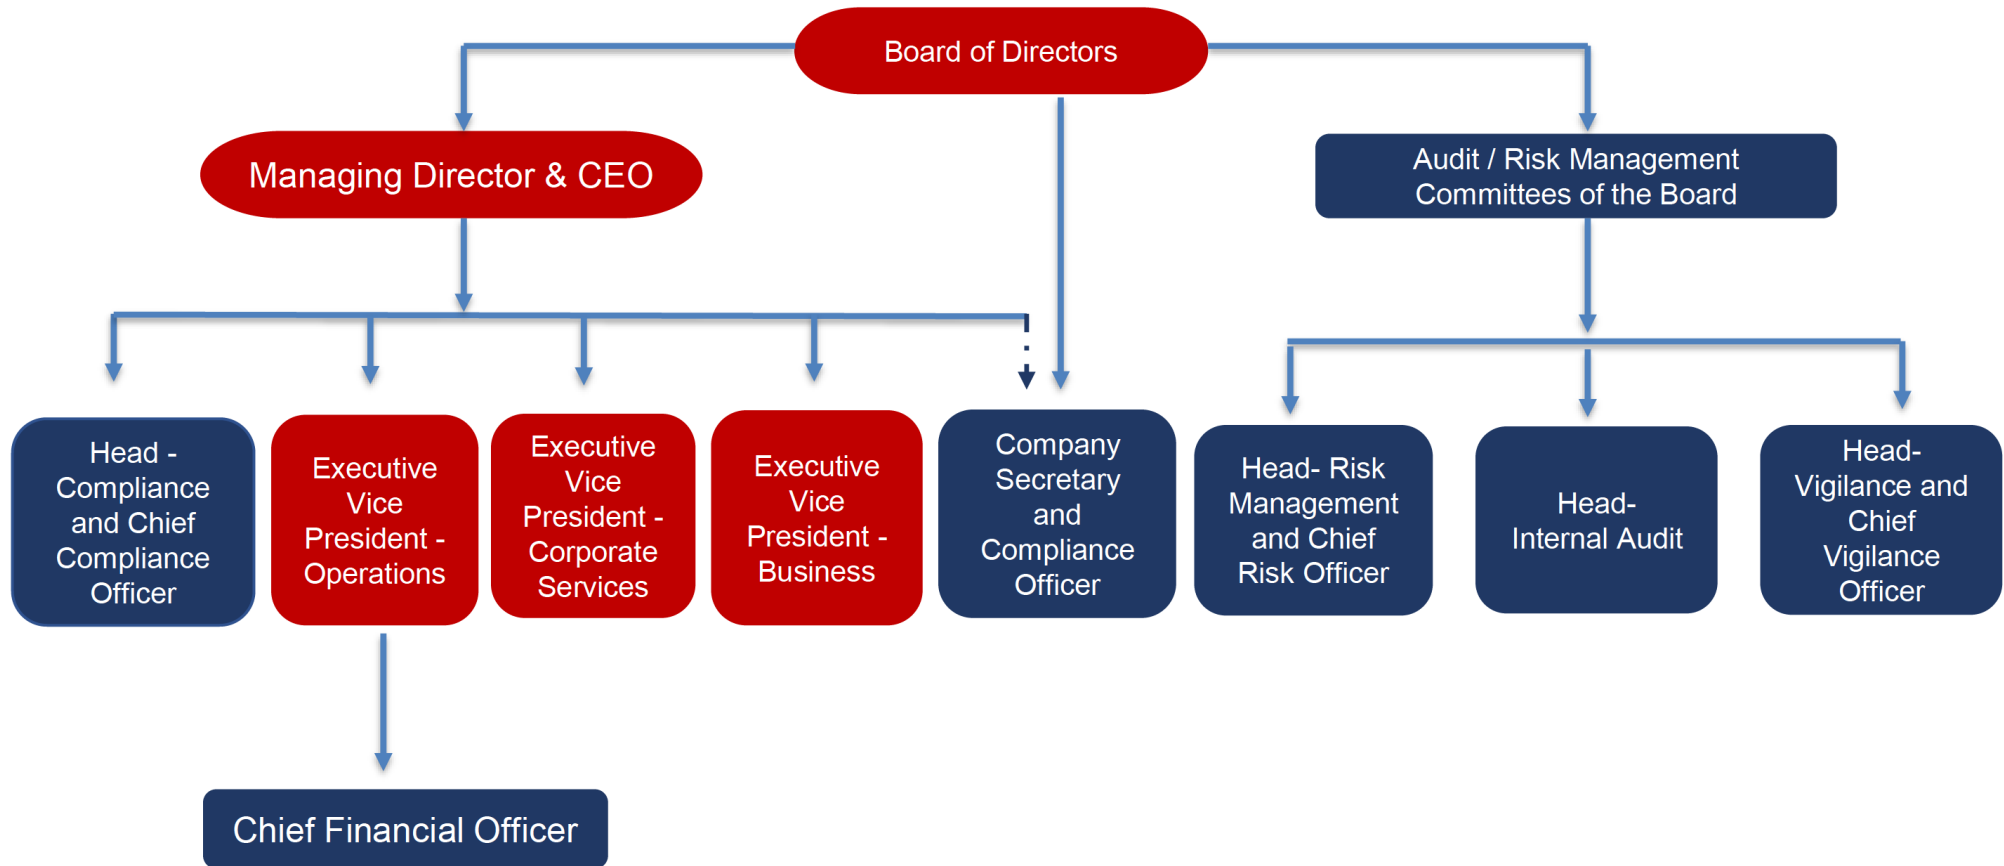 Board of Directors
Managing Director & CEO
Audit / Risk Management
Committees of the Board
Head -
Compliance
and Chief
Compliance
Officer
Executive
Vice
President -
Operations
Executive
Vice
President -
Corporate
Services
Executive
Vice
President -
Business
Company
Secretary
and
Compliance
Officer
Head- Risk
Management
and Chief
Risk Officer
Head-
Internal Audit
Head-
Vigilance and
Chief
Vigilance
Officer
Chief Financial Officer